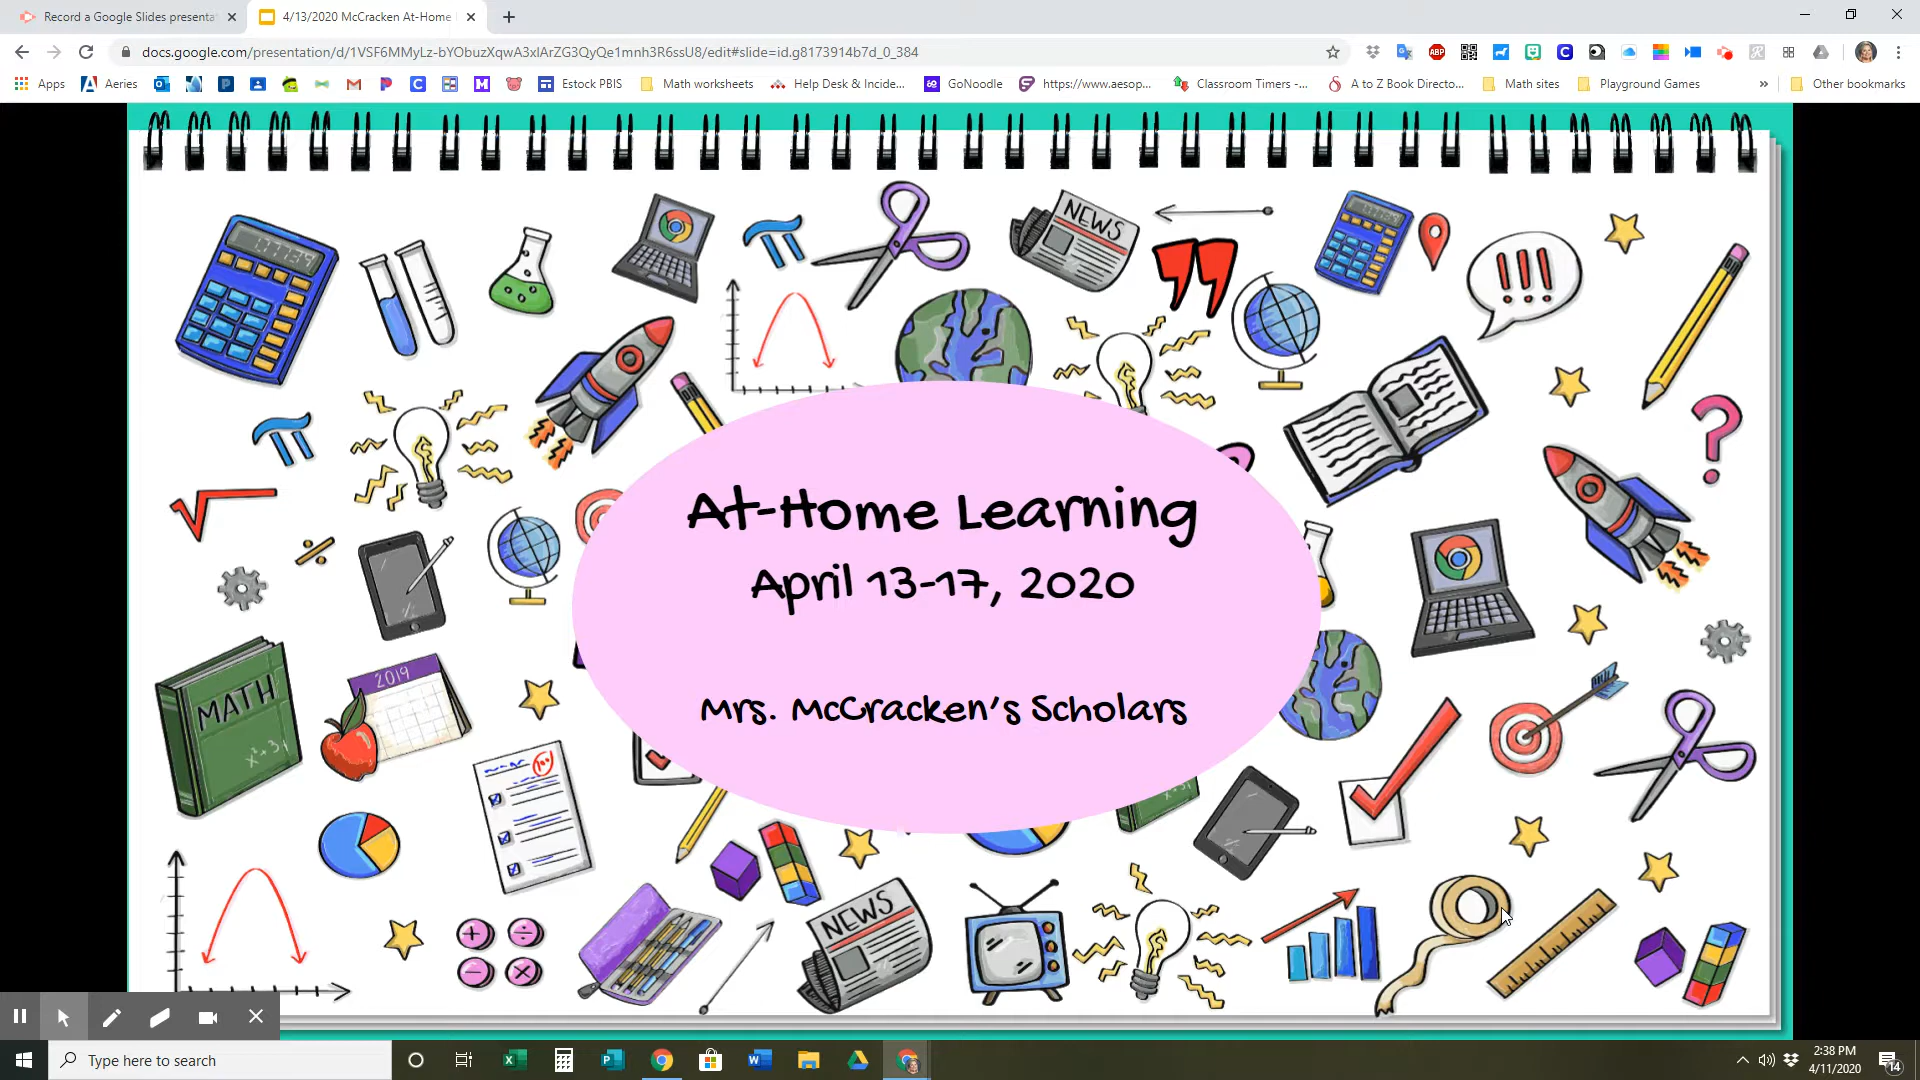 Record a Google Slides presenta
4/13/2020 McCracken At-Home
docs.google.com/presentation/d/1VSF6MMyLz-bYObuzXqwA3xlArZG3QyQe1mnh3R6ssU8/edit#slide=id.g8173914b7d_0_384
Apps
Aeries
Estock PBIS
Math worksheets
Help Desk & Incide...
GoNoodle
https://www.aesop...
Classroom Timers -...
A to Z Book Directo...
Math sites
Playground Games
»
Other bookmarks
NEWS
At-Home Learning
April 13-17, 2020
Mrs. McCracken's Scholars
2019
MATH
100
NEWS
Type here to search
2:38 PM
4/11/2020
14